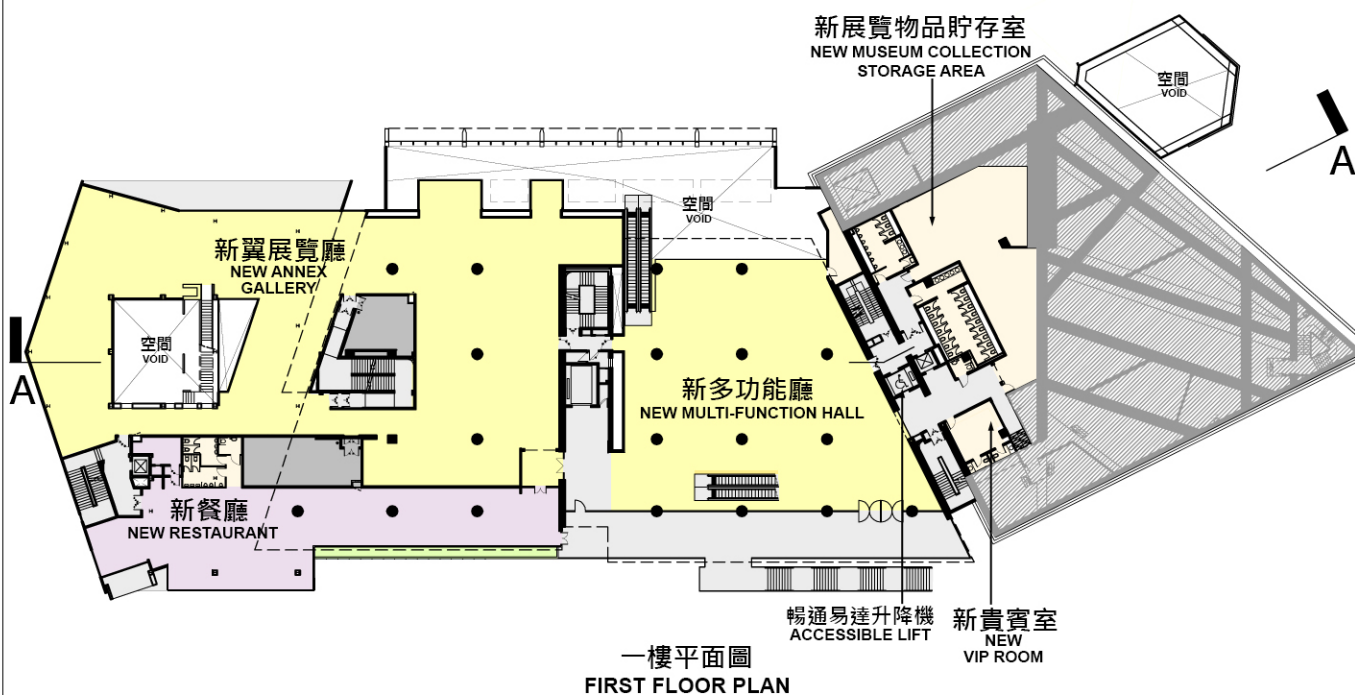 新展覽物品貯存室
NEW MUSEUM COLLECTION
STORAGE AREA
空間
VOID
A
空間
VOID
新翼展覽廳
NEW ANNEX
GALLERY
空間
VOID
A
新多功能廳
NEW MULTI-FUNCTION HALL
新餐廳
NEW RESTAURANT
暢通易達升降機
ACCESSIBLE LIFT
新貴賓室
NEW
VIP ROOM
一樓平面圖
FIRST FLOOR PLAN